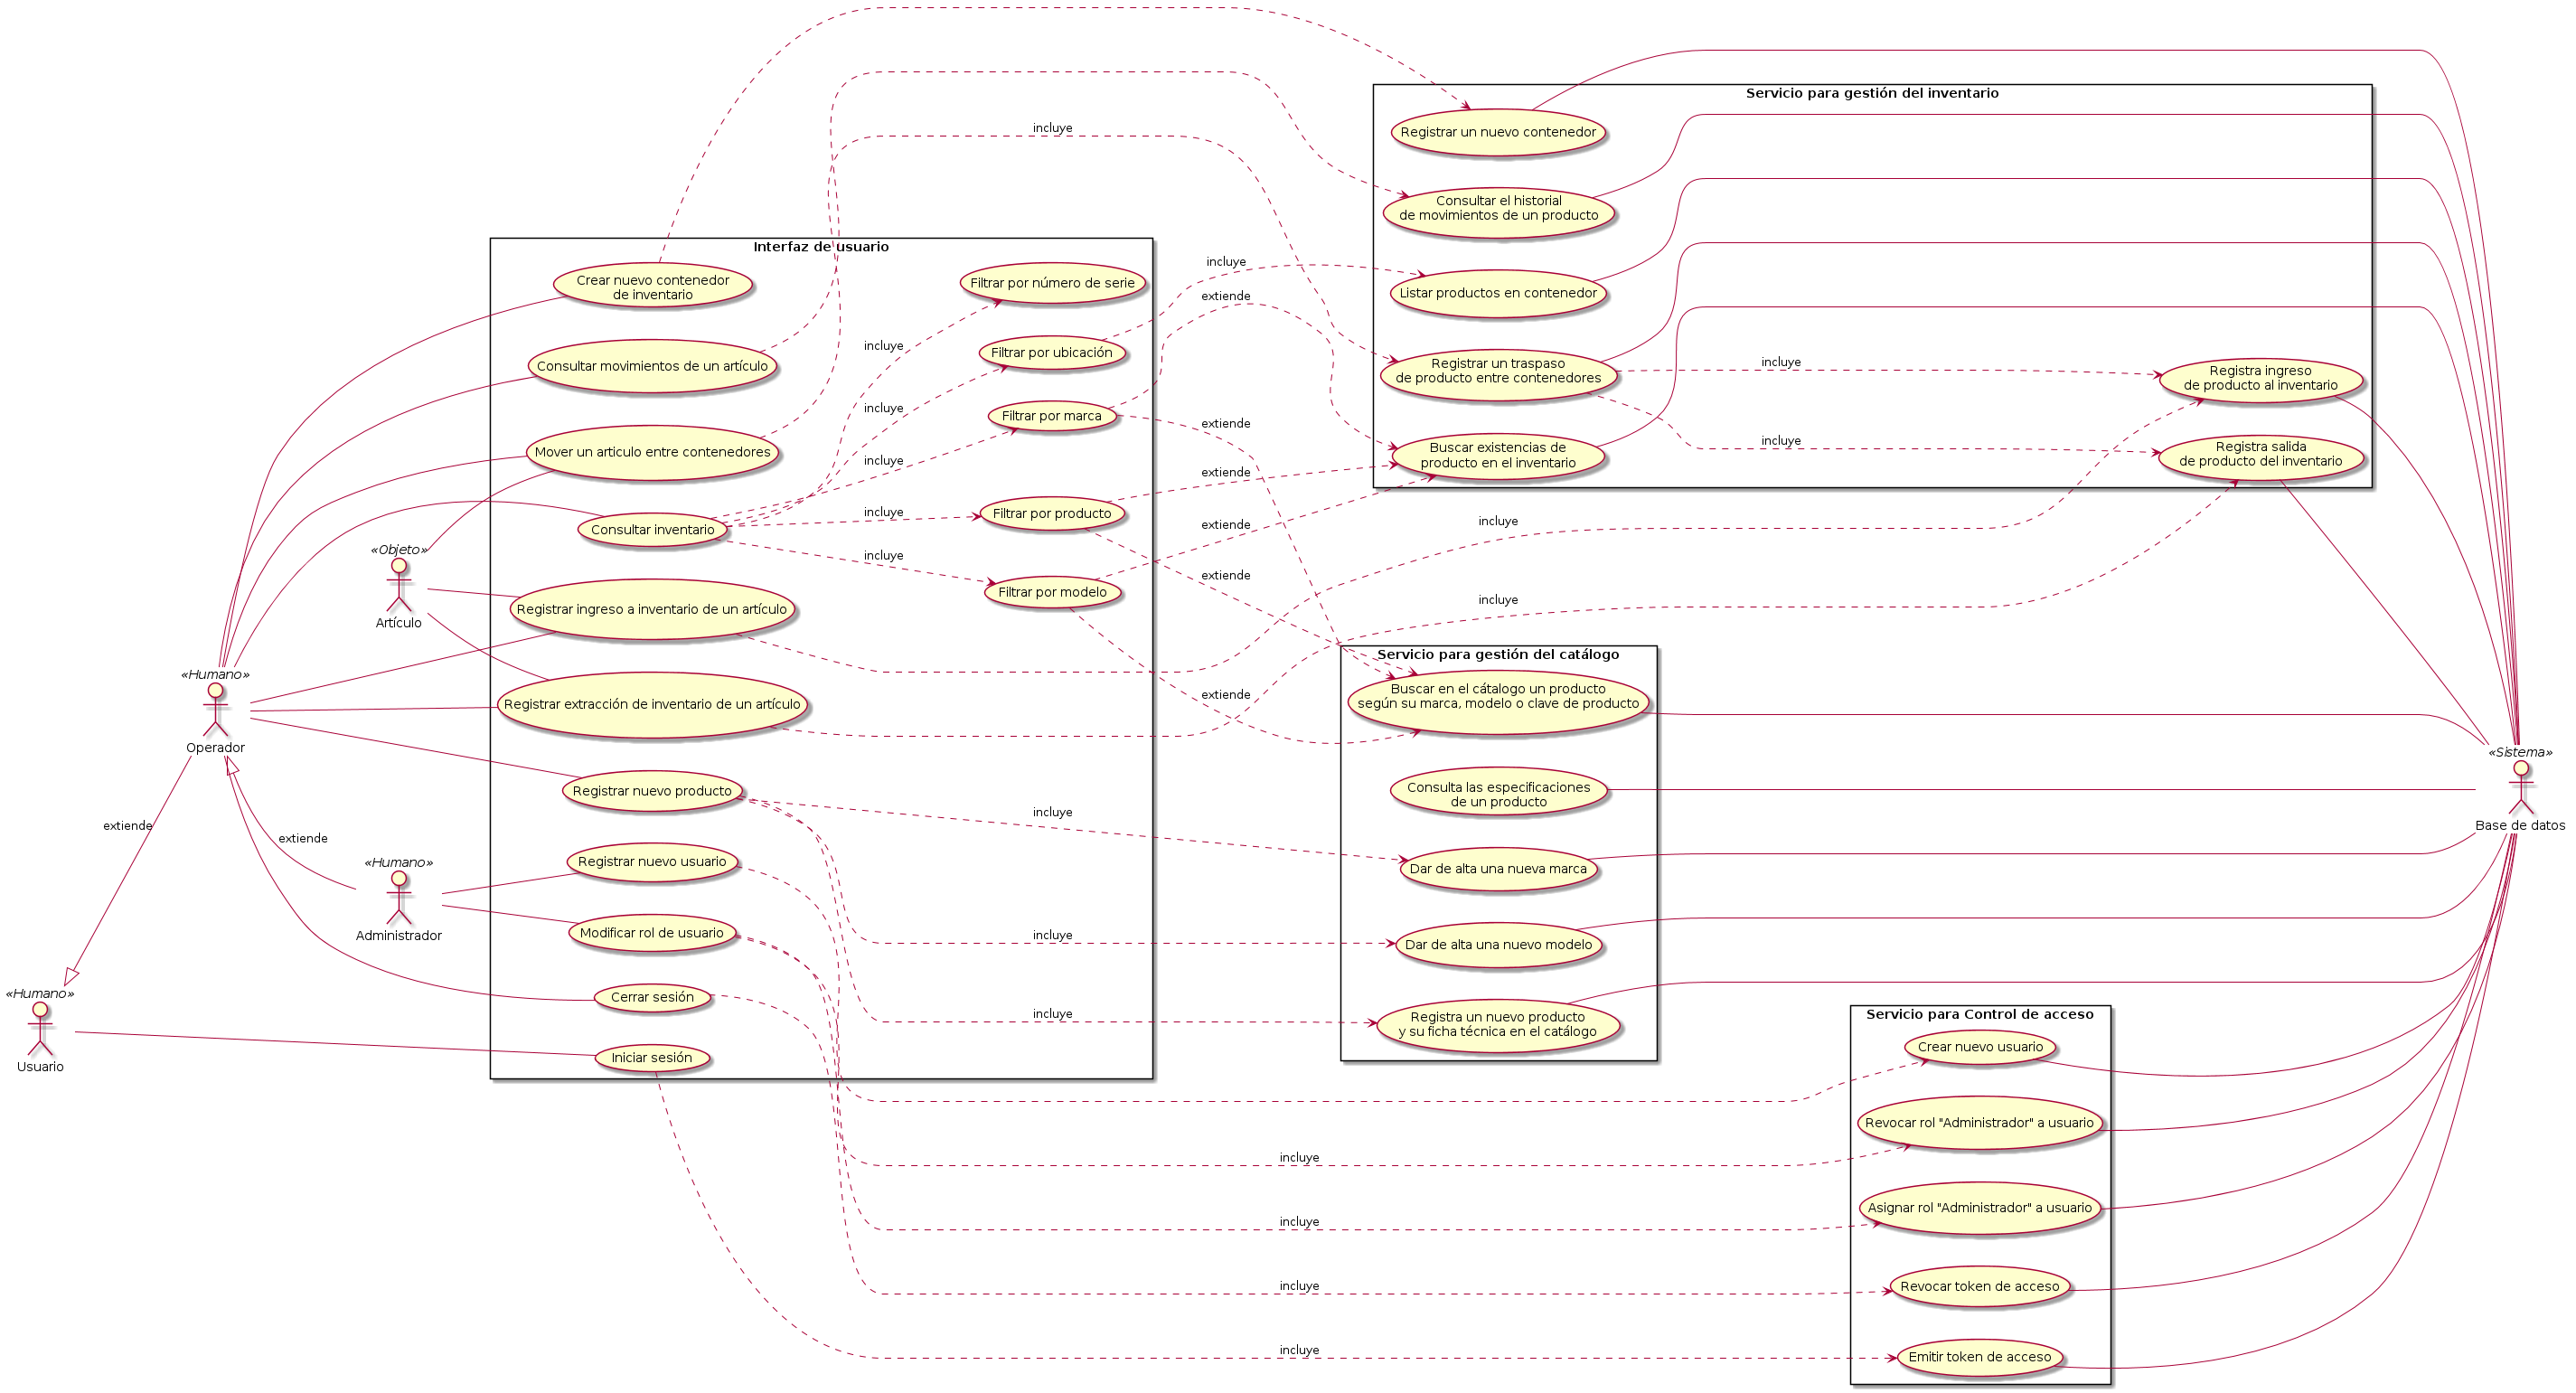 «Humano»
Usuario
extiende
«Humano»
Operador
extiende
«Objeto»
Artículo
«Humano»
Administrador
Interfaz de usuario
Crear nuevo contenedor
de inventario
Consultar movimientos de un artículo
Mover un articulo entre contenedores
Consultar inventario
Registrar ingreso a inventario de un artículo
Registrar extracción de inventario de un artículo
Registrar nuevo producto
Registrar nuevo usuario
Modificar rol de usuario
Cerrar sesión
Iniciar sesión
incluye
incluye
incluye
incluye
incluye
Filtrar por número de serie
Filtrar por ubicación
Filtrar por marca
Filtrar por producto
Filtrar por modelo
incluye
incluye
incluye
incluye
incluye
extiende
extiende
extiende
extiende
extiende
extiende
incluye
incluye
incluye
incluye
incluye
incluye
Servicio para gestión del inventario
Registrar un nuevo contenedor
Consultar el historial
de movimientos de un producto
Listar productos en contenedor
Registrar un traspaso
de producto entre contenedores
Buscar existencias de
producto en el inventario
incluye
incluye
Registra ingreso
de producto al inventario
Registra salida
de producto del inventario
Servicio para gestión del catálogo
Buscar en el cátalogo un producto
según su marca, modelo o clave de producto
Consulta las especificaciones
de un producto
Dar de alta una nueva marca
Dar de alta una nuevo modelo
Registra un nuevo producto
y su ficha técnica en el catálogo
Servicio para Control de acceso
Crear nuevo usuario
Revocar rol "Administrador" a usuario
Asignar rol "Administrador" a usuario
Revocar token de acceso
Emitir token de acceso
«Sistema»
Base de datos